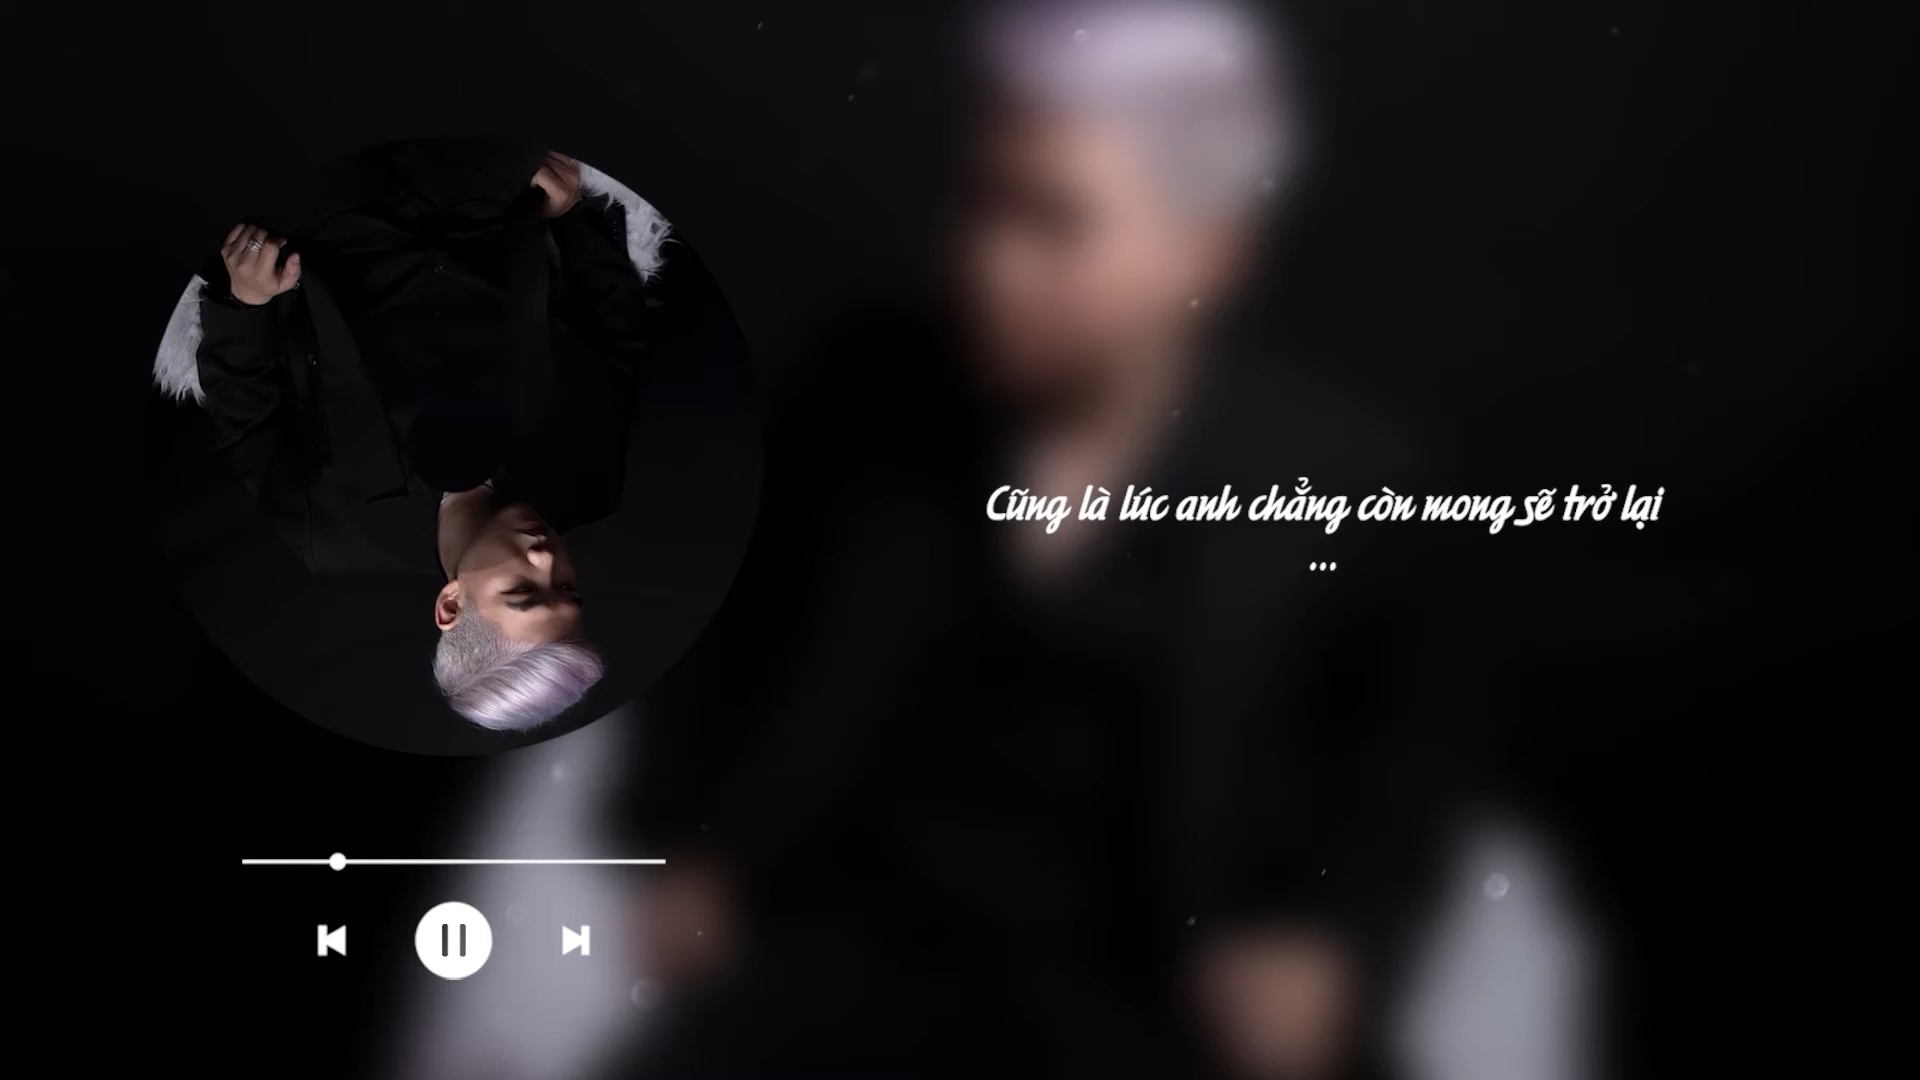 Cũng là lúc anh chẳng còn mong sẽ trở lại
...